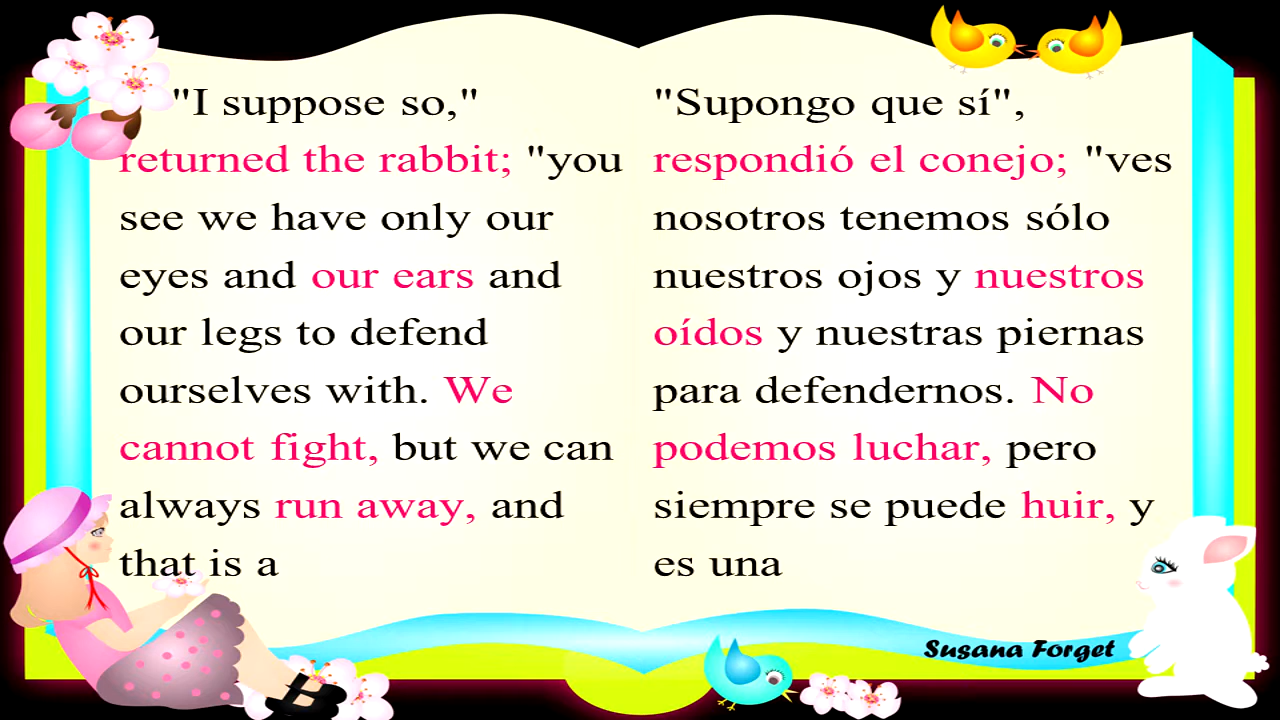 "I suppose so,"
returned the rabbit; "you
see we have only our
eyes and our ears and
our legs to defend
ourselves with. We
cannot fight, but we can
always run away, and
that is a
"Supongo que sí",
respondió el conejo; "ves
nosotros tenemos sólo
nuestros ojos y nuestros
oídos y nuestras piernas
para defendernos. No
podemos luchar, pero
siempre se puede huir, y
es una
Susana Forget